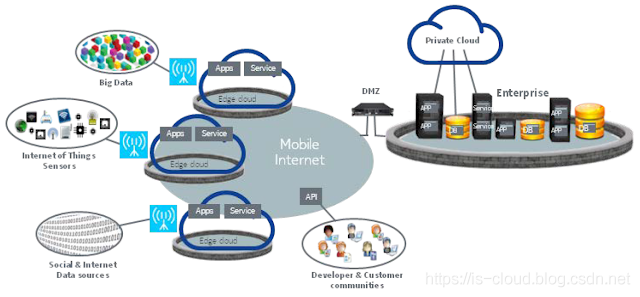 Private Cloud
Apps
Service
Big Data
Edge cloud
DMZ
Enterprise
App
DB
Service
App
App
DB
App
DB
Apps
Service
Internet of Things
Sensors
Edge cloud
Mobile
Internet
API
Apps
Service
Edge cloud
Social & Internet
Data sources
Developer & Customer
communities
https://is-cloud.blog.csdn.net